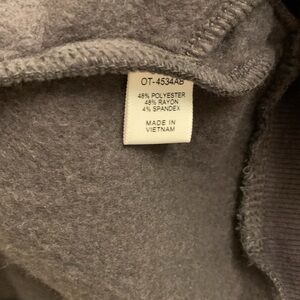 OT-4534AB
48% POLYESTER
48% RAYON
4% SPANDEX
MADE IN
VIETNAM